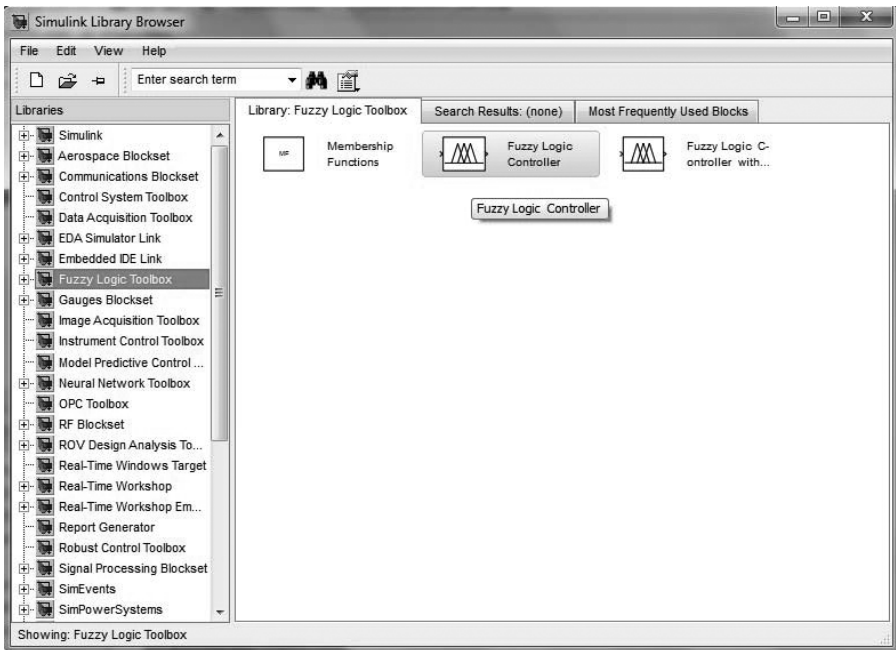 Simulink Library Browser
File Edit View Help
Enter search term
Libraries
Library: Fuzzy Logic Toolbox
Search Results: (none)
Most Frequently Used Blocks
Simulink
Aerospace Blockset
Communications Blockset
Control System Toolbox
Data Acquisition Toolbox
EDA Simulator Link
Embedded IDE Link
Fuzzy Logic Toolbox
Gauges Blockset
Image Acquisition Toolbox
Instrument Control Toolbox
Model Predictive Control ...
Neural Network Toolbox
OPC Toolbox
RF Blockset
ROV Design Analysis To...
Real-Time Windows Target
Real-Time Workshop
Real-Time Workshop Em...
Report Generator
Robust Control Toolbox
Signal Processing Blockset
SimEvents
SimPowerSystems
MF
Membership
Functions
Fuzzy Logic
Controller
Fuzzy Logic C-
ontroller with...
Fuzzy Logic Controller
Showing: Fuzzy Logic Toolbox